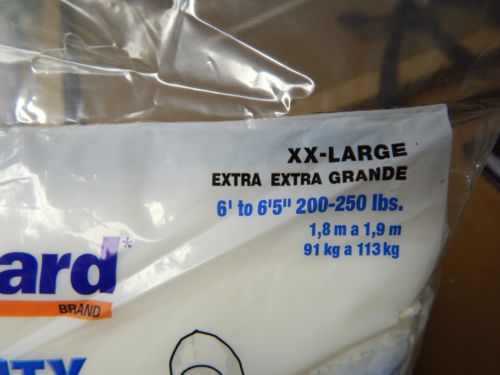 XX-LARGE
EXTRA EXTRA GRANDE
6' to 6'5" 200-250 lbs.
1,8 m a 1,9 m
91 kg a 113 kg
ard*
BRAND
ITY